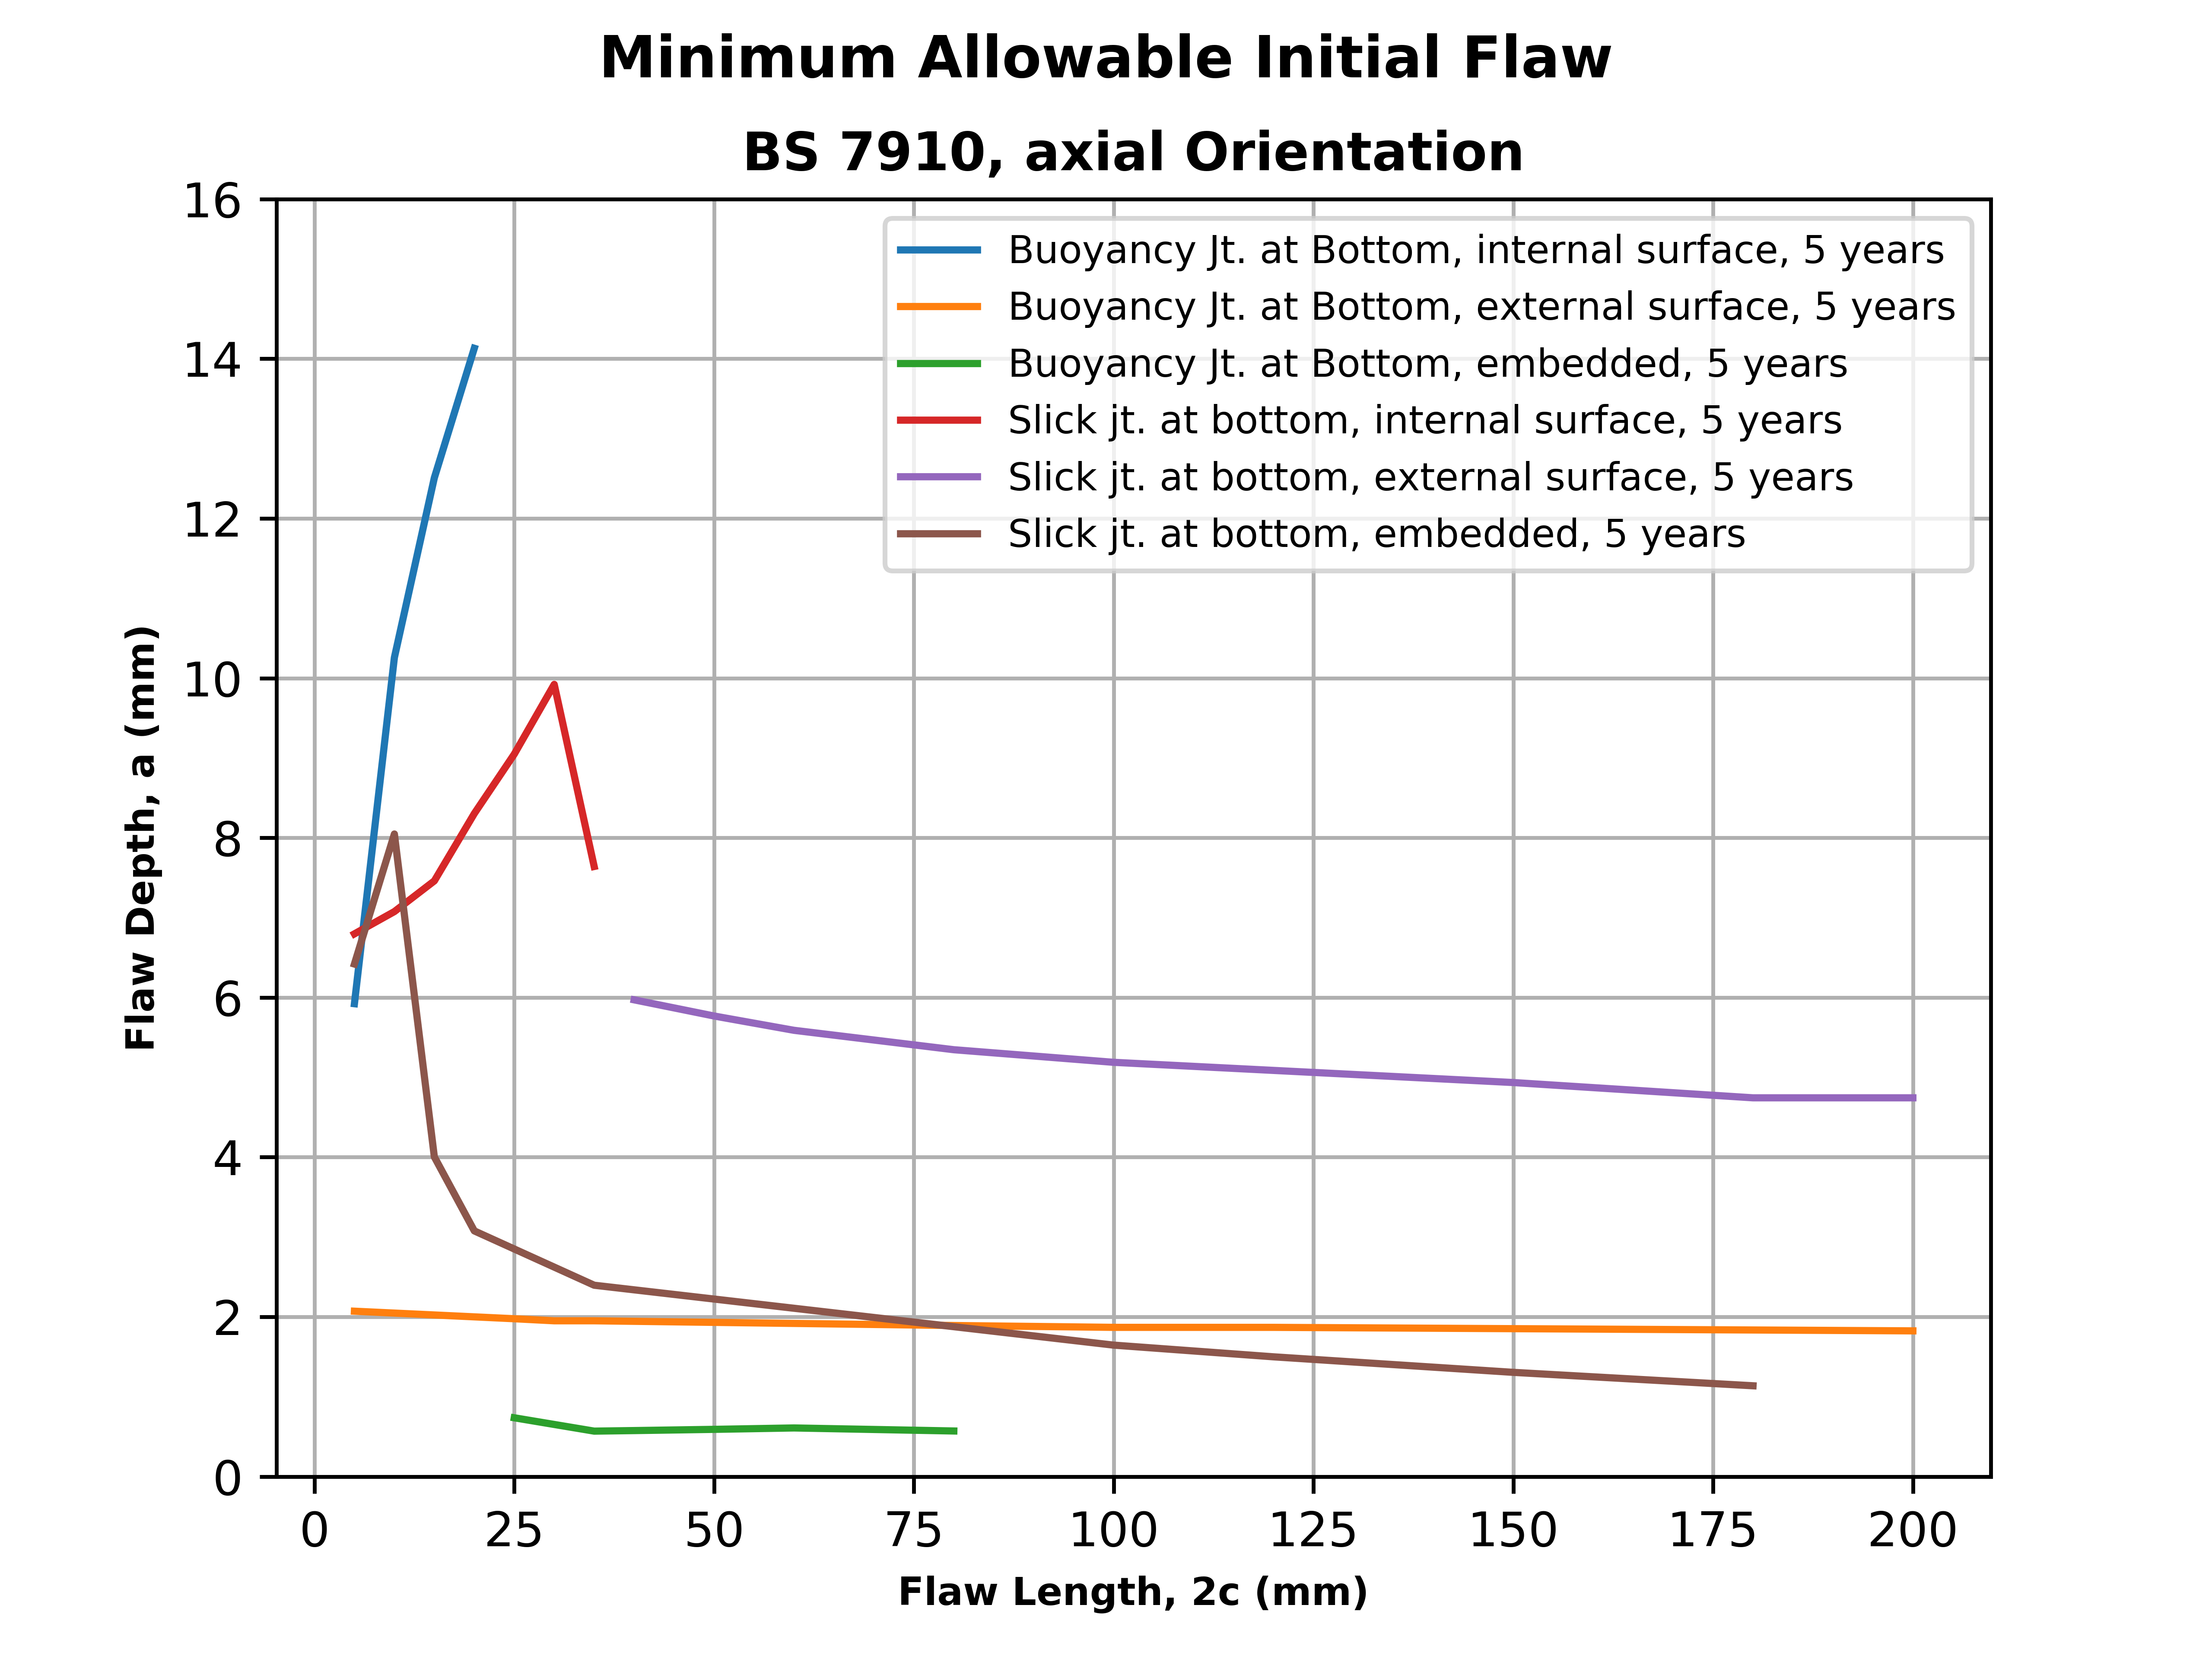 Minimum Allowable Initial Flaw
BS 7910, axial Orientation
16
14
12
10
8
6
4
2
0
Flaw Depth, a (mm)
Buoyancy Jt. at Bottom, internal surface, 5 years
Buoyancy Jt. at Bottom, external surface, 5 years
Buoyancy Jt. at Bottom, embedded, 5 years
Slick jt. at bottom, internal surface, 5 years
Slick jt. at bottom, external surface, 5 years
Slick jt. at bottom, embedded, 5 years
0 25 50 75 100 125 150 175 200
Flaw Length, 2c (mm)